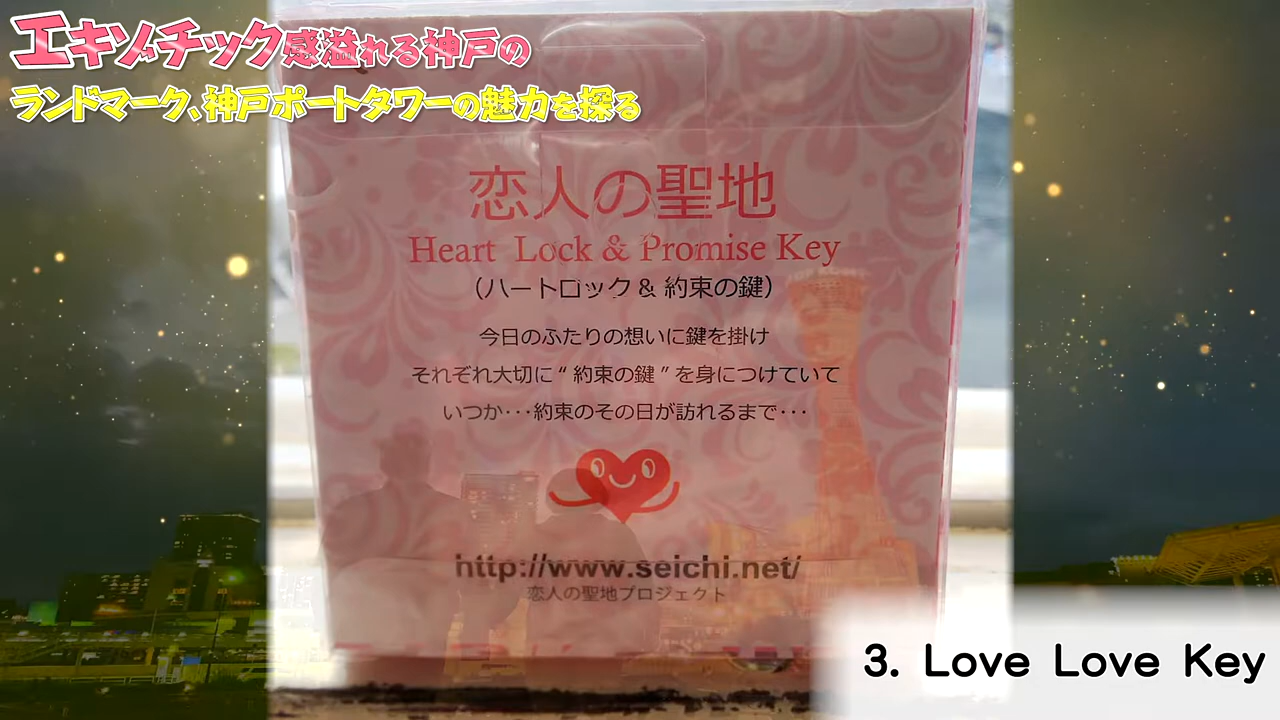 エキゾチック感溢れる神戸の
ランドマーク、神戸ポートタワーの魅力を探る
恋人の聖地
Heart Lock & Promise Key
(ハートロック & 約束の鍵)
今日のふたりの想いに鍵を掛け
それぞれ大切に“約束の鍵”を身につけていて
いつか･･･約束のその日が訪れるまで･･･
http://www.seichi.net/
恋人の聖地プロジェクト
3. Love Love Key